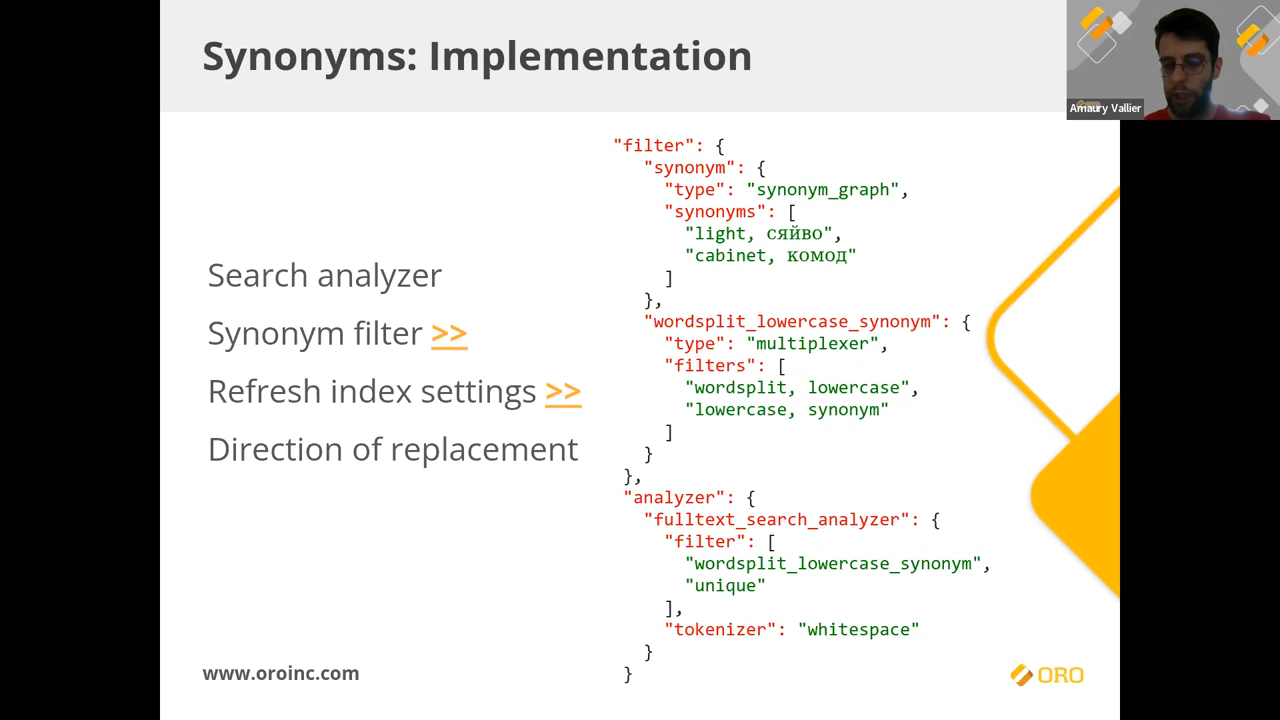 Synonyms: Implementation
Amaury Vallier
Search analyzer
Synonym filter >>
Refresh index settings >>
Direction of replacement
"filter": {
"synonym": {
"type": "synonym_graph",
"synonyms": [
"light, сяйво",
"cabinet, комод"
]
},
"wordsplit_lowercase_synonym": {
"type": "multiplexer",
"filters": [
"wordsplit, lowercase",
"lowercase, synonym"
]
}
},
"analyzer": {
"fulltext_search_analyzer": {
"filter": [
"wordsplit_lowercase_synonym",
"unique"
],
"tokenizer": "whitespace"
}
}
www.oroinc.com
ORO